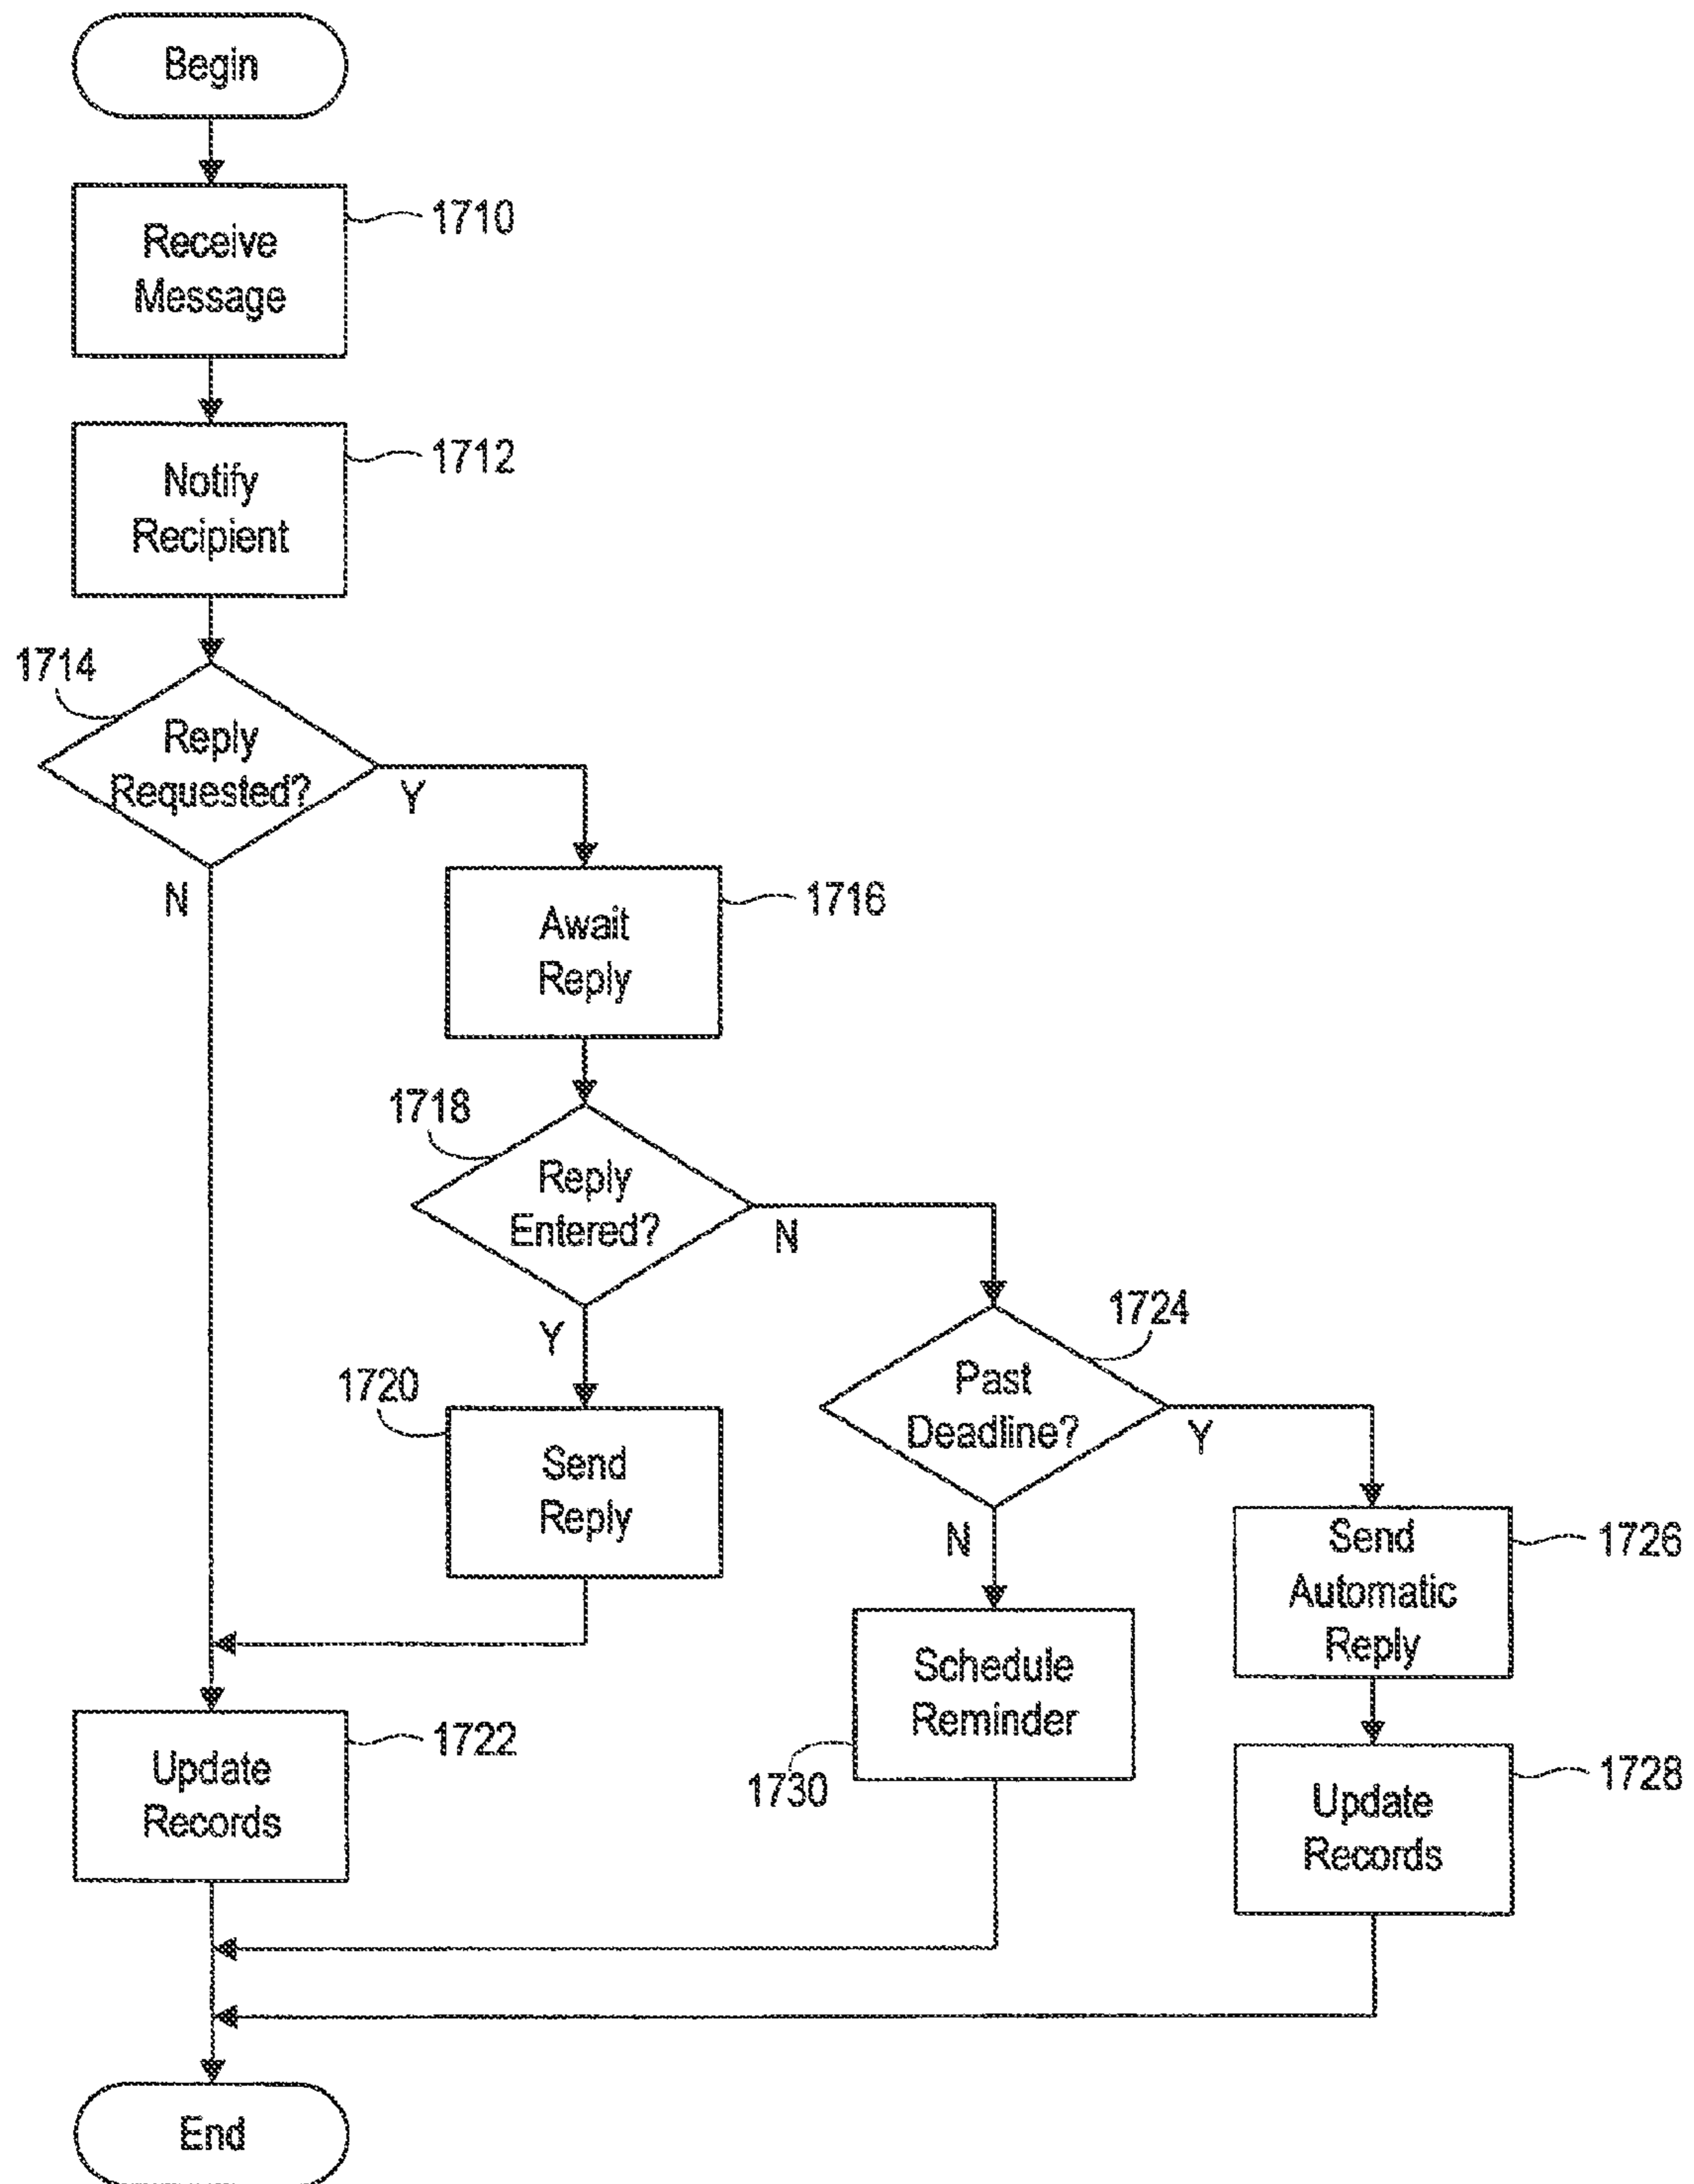 Begin
Receive
Message
1710
Notify
Recipient
1712
1714
Reply
Requested?
Y
N
Await
Reply
1716
1718
Reply
Entered?
N
Y
1720
Send
Reply
1724
Past
Deadline?
Y
N
Send
Automatic
Reply
1726
Schedule
Reminder
1730
Update
Records
1722
Update
Records
1728
End